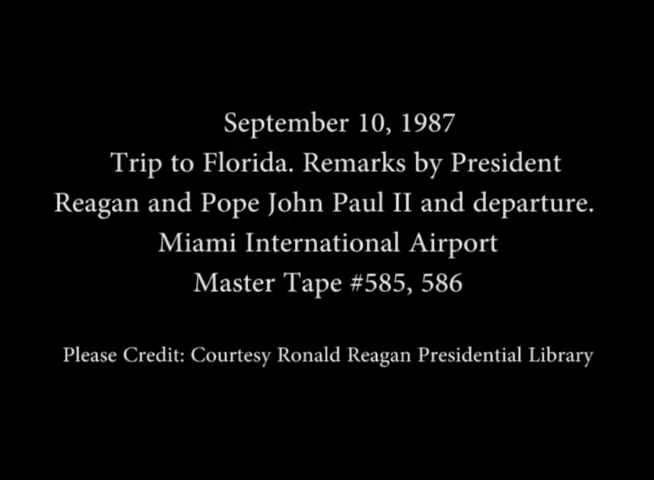 September 10, 1987
Trip to Florida. Remarks by President
Reagan and Pope John Paul II and departure.
Miami International Airport
Master Tape #585, 586
Please Credit: Courtesy Ronald Reagan Presidential Library